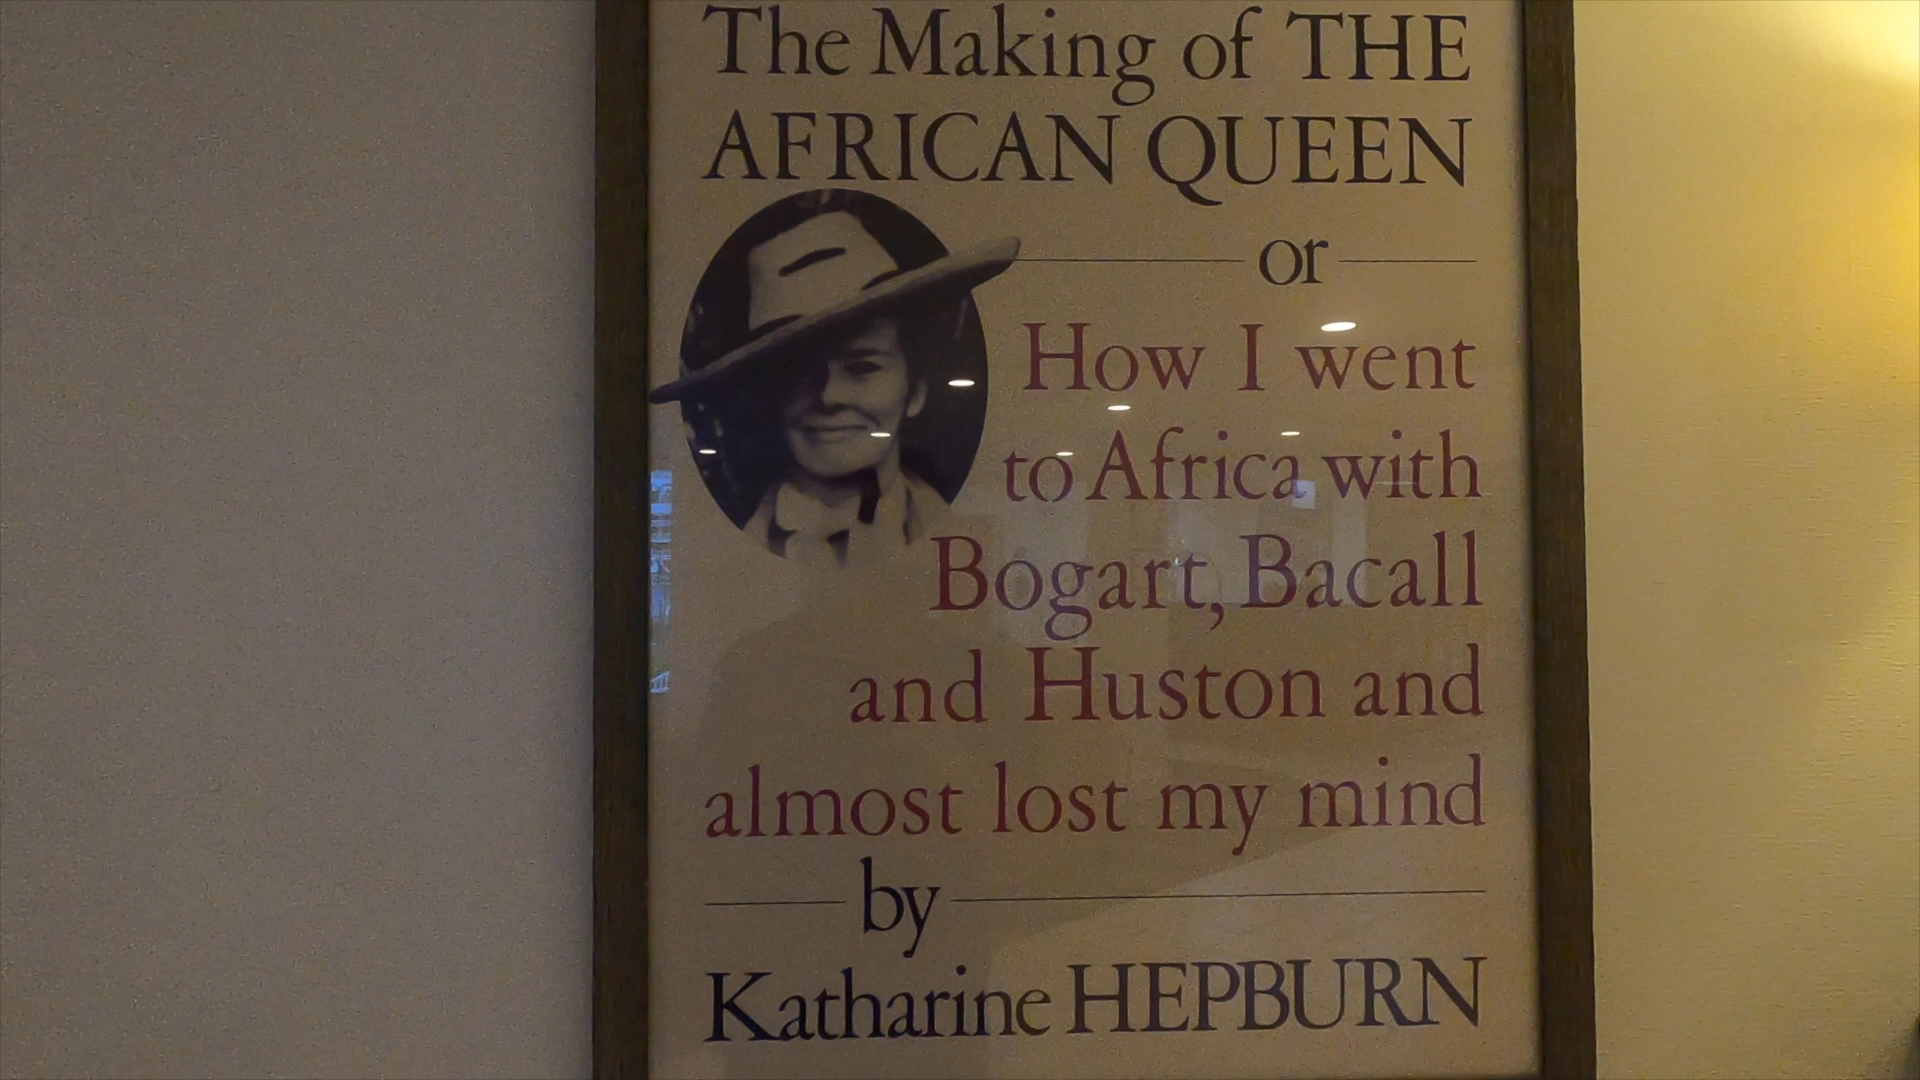 The Making of THE
AFRICAN QUEEN
or
How I went
to Africa with
Bogart, Bacall
and Huston and
almost lost my mind
by
Katharine HEPBURN